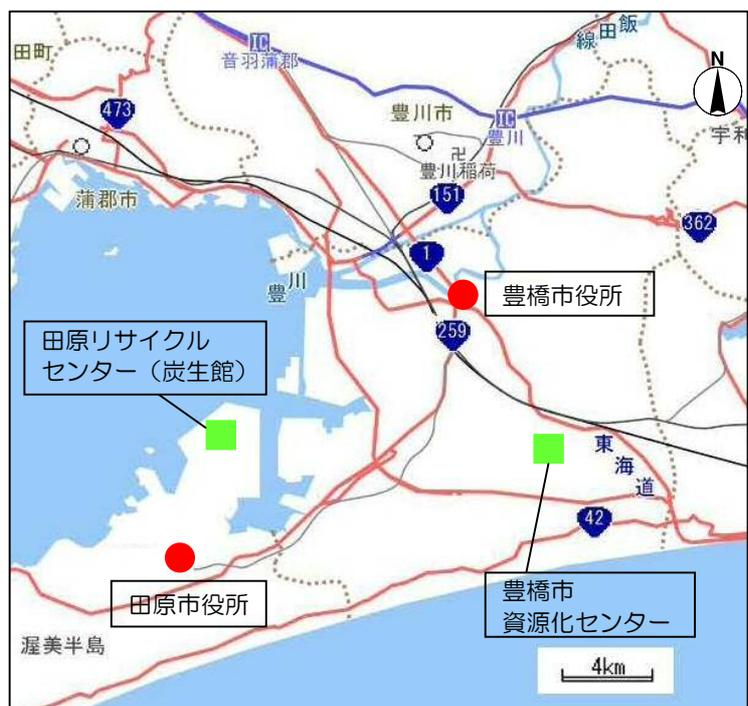 田町
IC
音羽蒲郡
線田飯
N
473
豊川市
IC
豊川
宇和
卍
豊川稲荷
蒲郡市
151
362
1
豊川
豊橋市役所
259
田原リサイクル
センター（炭生館）
東海道
42
田原市役所
豊橋市
資源化センター
渥美半島
4km